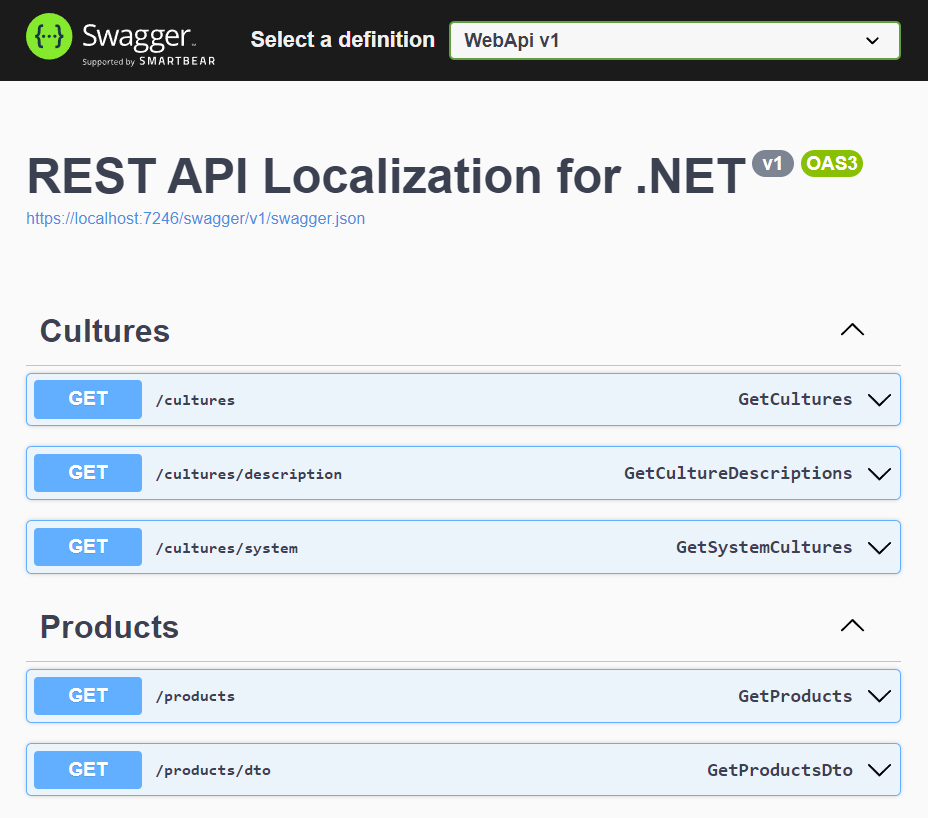 {···} Swagger™ Select a definition WebApi v1
Supported by SMARTBEAR
REST API Localization for .NET v1 OAS3
https://localhost:7246/swagger/v1/swagger.json
Cultures
GET /cultures GetCultures
GET /cultures/description GetCultureDescriptions
GET /cultures/system GetSystemCultures
Products
GET /products GetProducts
GET /products/dto GetProductsDto